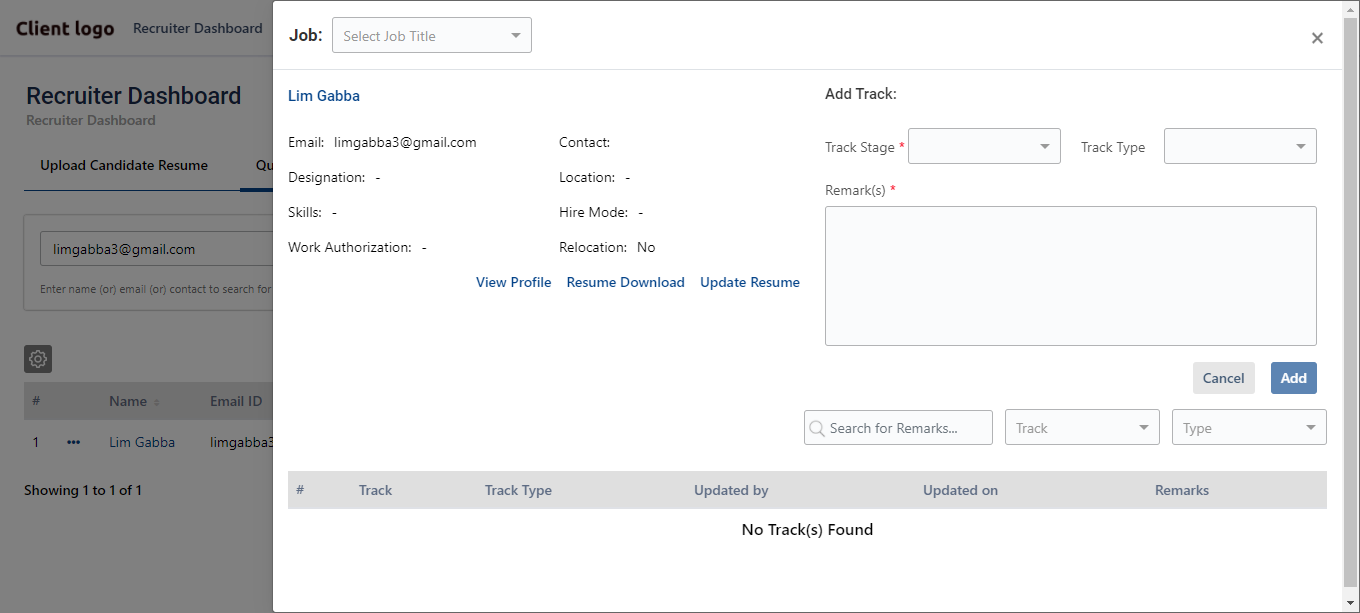 Client logo
Recruiter Dashboard
Recruiter Dashboard
Recruiter Dashboard
Upload Candidate Resume
Qu
limgabba3@gmail.com
Enter name (or) email (or) contact to search for
# Name Email ID
1 ••• Lim Gabba limgabba3
Showing 1 to 1 of 1
Job: Select Job Title
×
Lim Gabba
Email: limgabba3@gmail.com Contact:
Designation: - Location: -
Skills: - Hire Mode: -
Work Authorization: - Relocation: No
View Profile Resume Download Update Resume
Add Track:
Track Stage * Track Type
Remark(s) *
Cancel Add
Search for Remarks... Track Type
# Track Track Type Updated by Updated on Remarks
No Track(s) Found